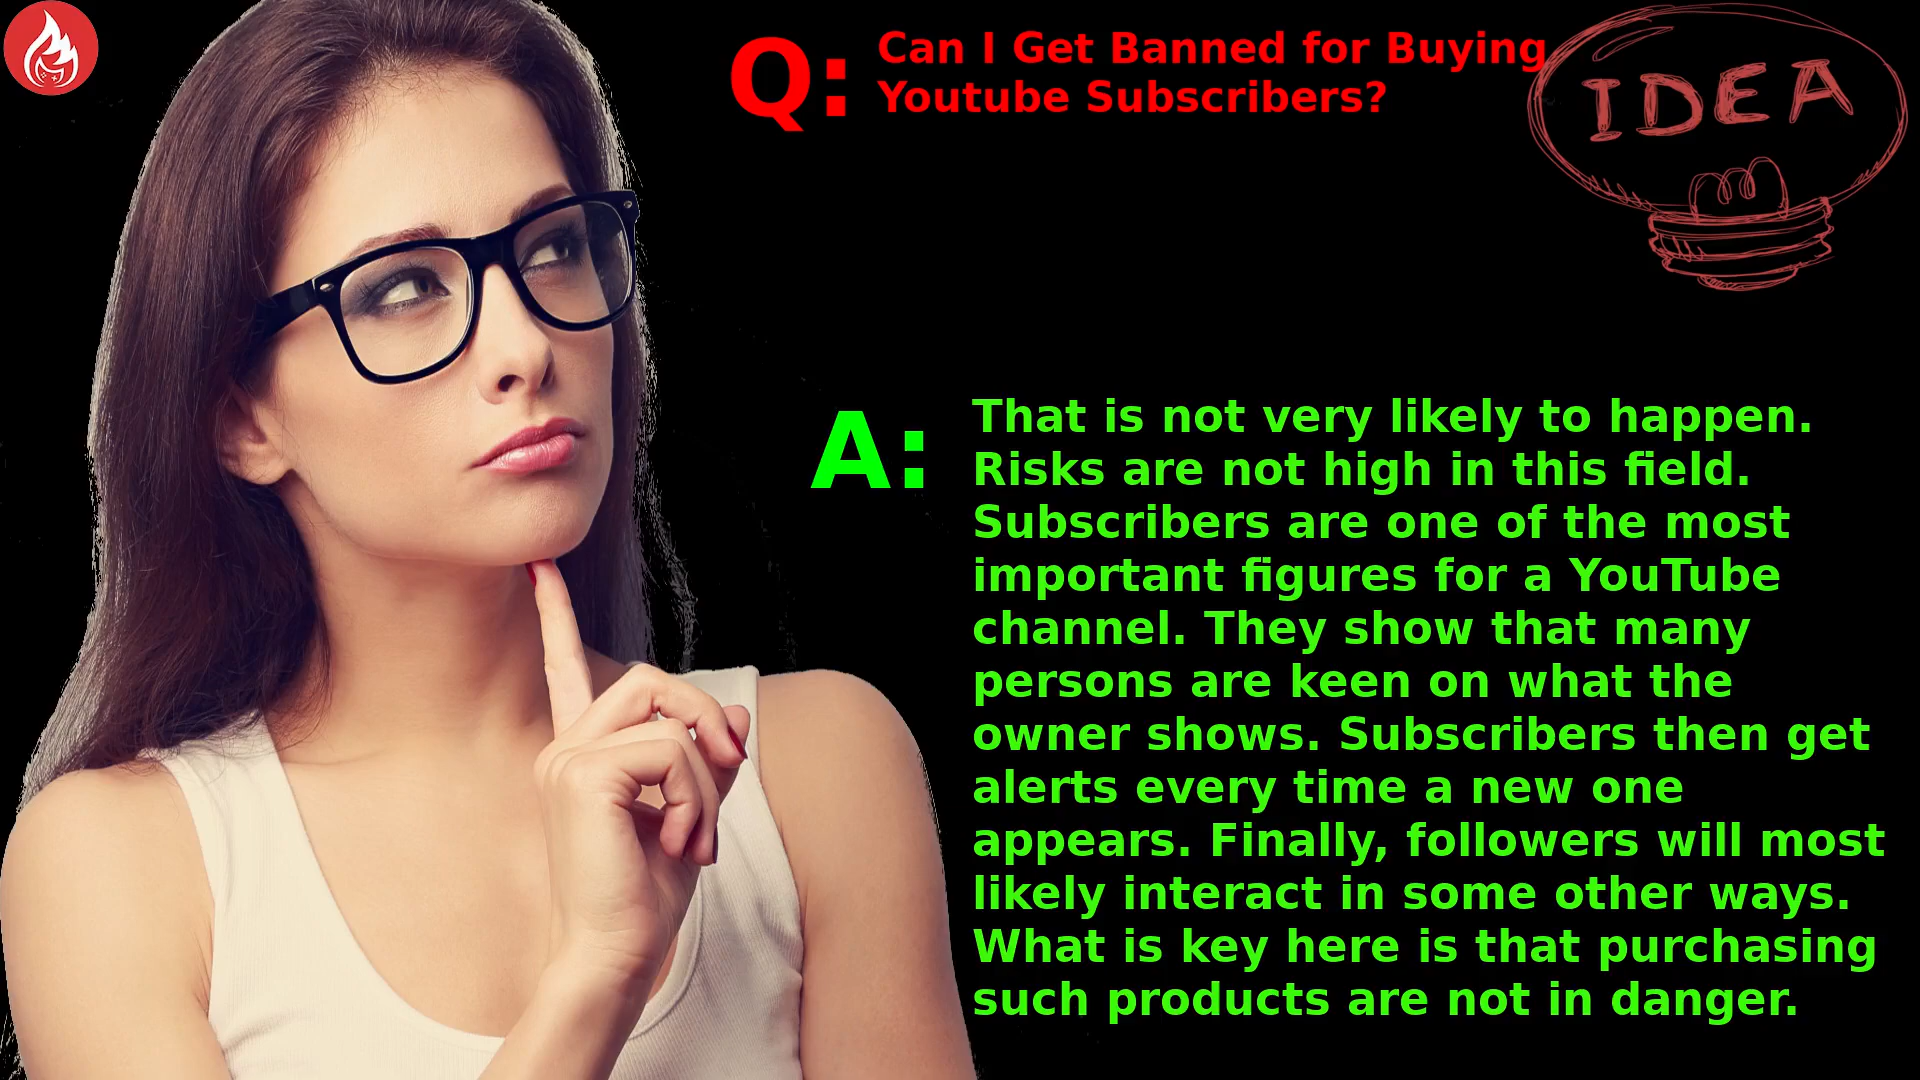 Q: Can I Get Banned for Buying
Youtube Subscribers?
IDEA
A: That is not very likely to happen.
Risks are not high in this field.
Subscribers are one of the most
important figures for a YouTube
channel. They show that many
persons are keen on what the
owner shows. Subscribers then get
alerts every time a new one
appears. Finally, followers will most
likely interact in some other ways.
What is key here is that purchasing
such products are not in danger.